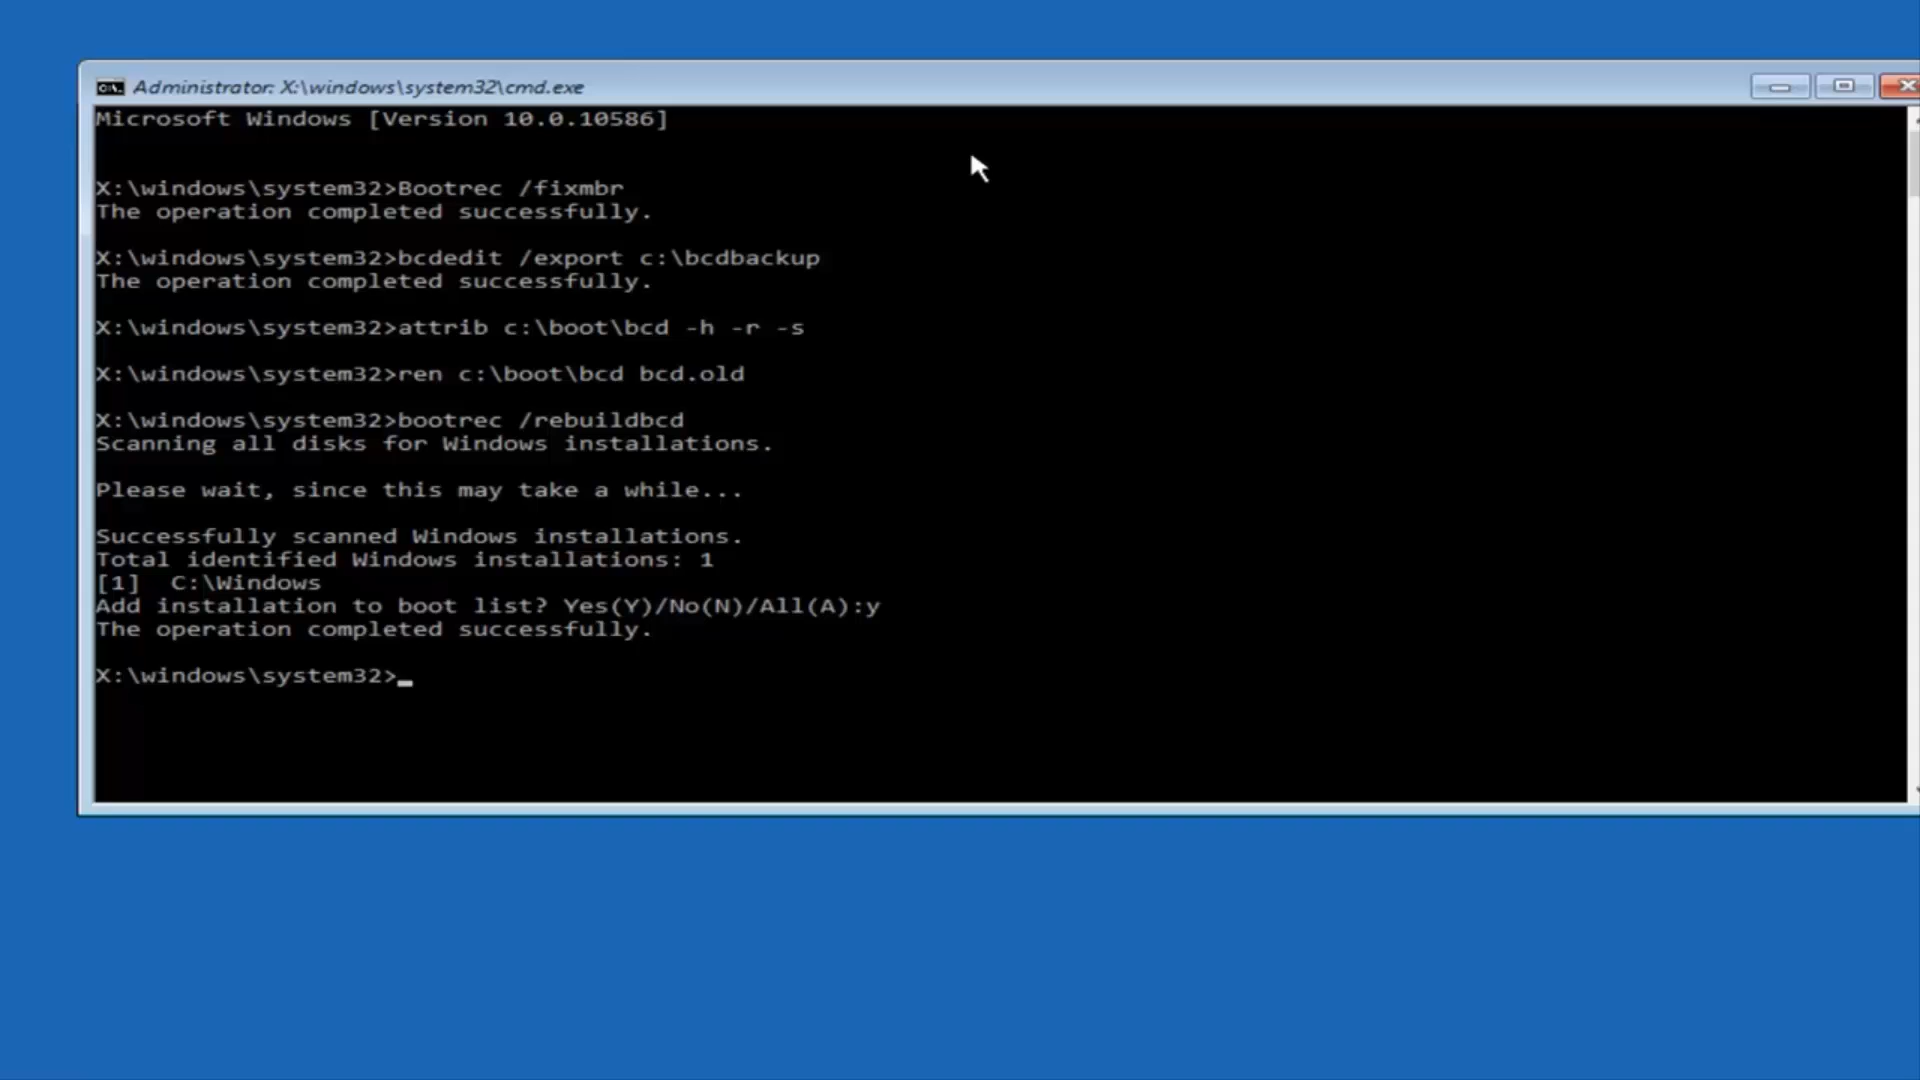 Administrator: X:\windows\system32\cmd.exe
Microsoft Windows [Version 10.0.10586]
X:\windows\system32>Bootrec /fixmbr
The operation completed successfully.
X:\windows\system32>bcdedit /export c:\bcdbackup
The operation completed successfully.
X:\windows\system32>attrib c:\boot\bcd -h -r -s
X:\windows\system32>ren c:\boot\bcd bcd.old
X:\windows\system32>bootrec /rebuildbcd
Scanning all disks for Windows installations.
Please wait, since this may take a while...
Successfully scanned Windows installations.
Total identified Windows installations: 1
[1]  C:\Windows
Add installation to boot list? Yes(Y)/No(N)/All(A):y
The operation completed successfully.
X:\windows\system32>_